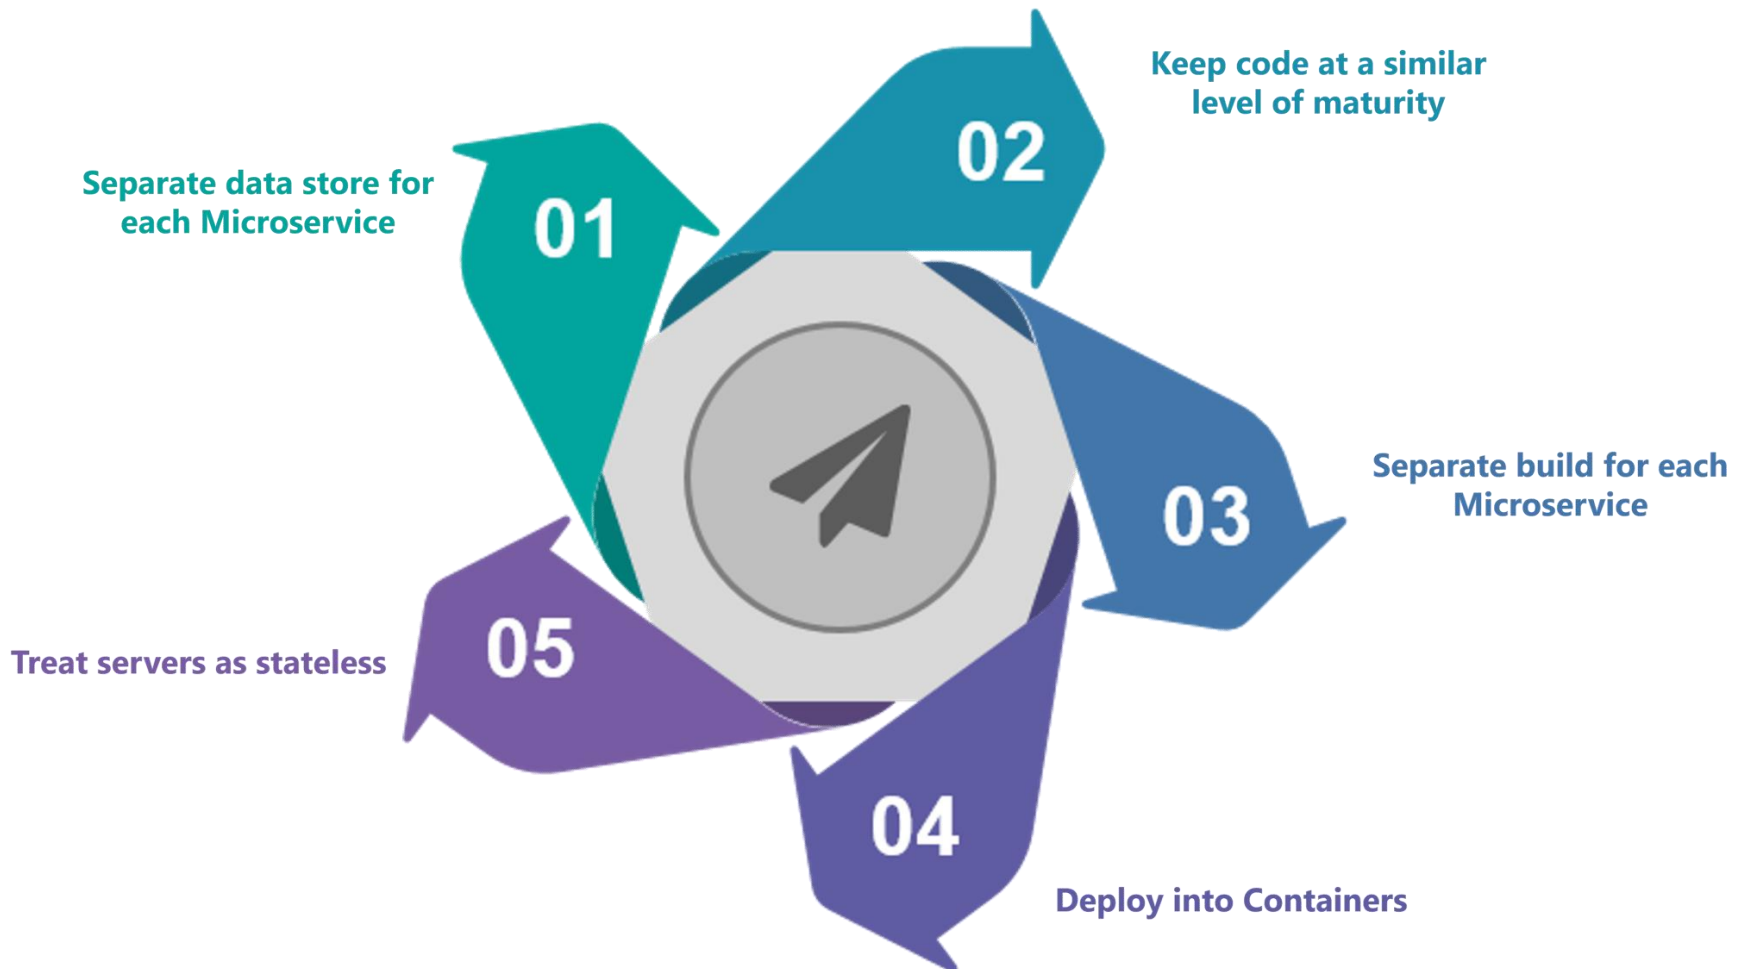 01
Separate data store for
each Microservice
02
Keep code at a similar
level of maturity
03
Separate build for each
Microservice
04
Deploy into Containers
05
Treat servers as stateless